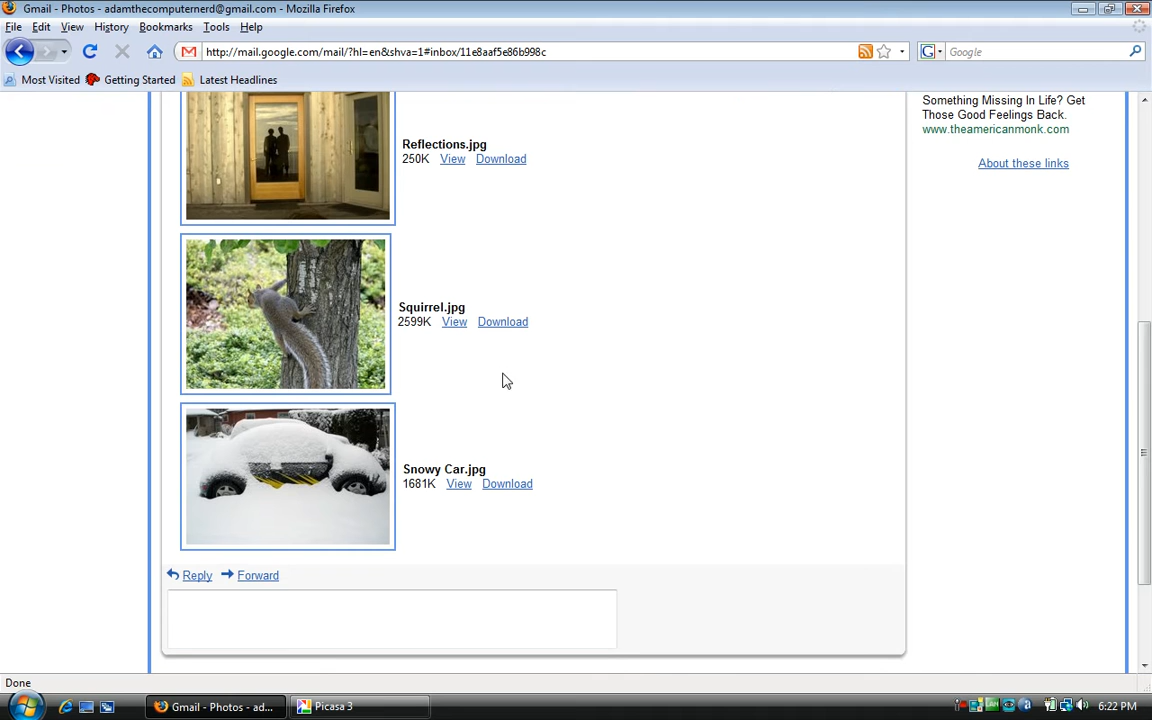 Gmail - Photos - adamthecomputernerd@gmail.com - Mozilla Firefox
File Edit View History Bookmarks Tools Help
http://mail.google.com/mail/?hl=en&shva=1#inbox/11e8aaf5e86b998c
Google
Most Visited Getting Started Latest Headlines
Something Missing In Life? Get
Those Good Feelings Back.
www.theamericanmonk.com
About these links
Reflections.jpg
250K View Download
Squirrel.jpg
2599K View Download
Snowy Car.jpg
1681K View Download
Reply Forward
Done
Gmail - Photos - ad... Picasa 3 6:22 PM